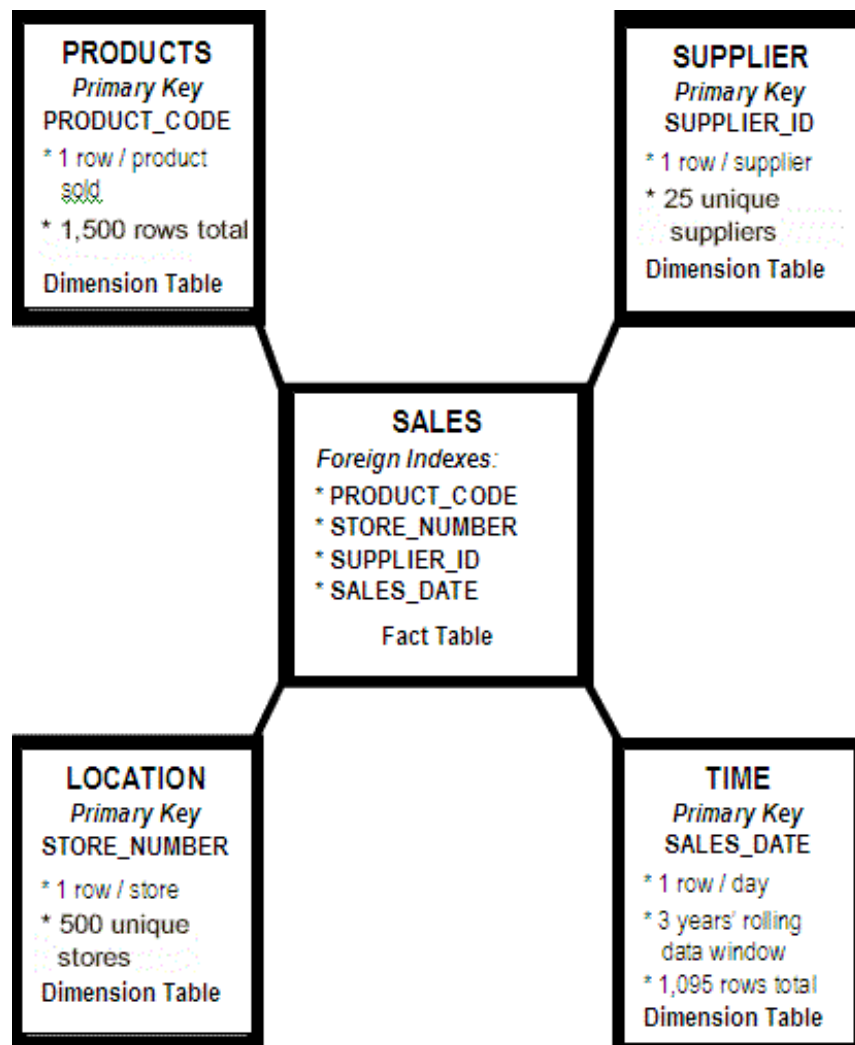 PRODUCTS
Primary Key
PRODUCT_CODE
* 1 row / product
sold
* 1,500 rows total
Dimension Table
SUPPLIER
Primary Key
SUPPLIER_ID
* 1 row / supplier
* 25 unique
suppliers
Dimension Table
SALES
Foreign Indexes:
* PRODUCT_CODE
* STORE_NUMBER
* SUPPLIER_ID
* SALES_DATE
Fact Table
LOCATION
Primary Key
STORE_NUMBER
* 1 row / store
* 500 unique
stores
Dimension Table
TIME
Primary Key
SALES_DATE
* 1 row / day
* 3 years' rolling
data window
* 1,095 rows total
Dimension Table